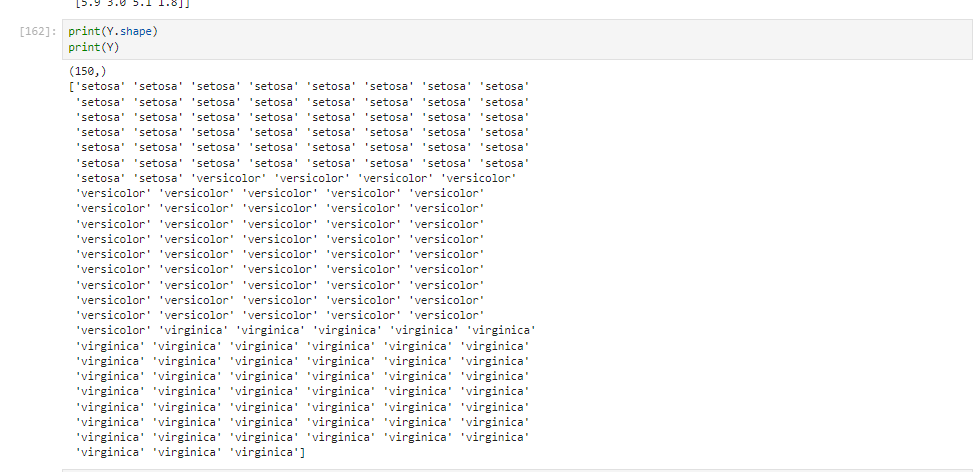 [5.9 3.0 5.1 1.8]]
[162]: print(Y.shape)
print(Y)
(150,)
['setosa' 'setosa' 'setosa' 'setosa' 'setosa' 'setosa' 'setosa' 'setosa'
'setosa' 'setosa' 'setosa' 'setosa' 'setosa' 'setosa' 'setosa' 'setosa'
'setosa' 'setosa' 'setosa' 'setosa' 'setosa' 'setosa' 'setosa' 'setosa'
'setosa' 'setosa' 'setosa' 'setosa' 'setosa' 'setosa' 'setosa' 'setosa'
'setosa' 'setosa' 'setosa' 'setosa' 'setosa' 'setosa' 'setosa' 'setosa'
'setosa' 'setosa' 'setosa' 'setosa' 'setosa' 'setosa' 'setosa' 'setosa'
'setosa' 'setosa' 'versicolor' 'versicolor' 'versicolor' 'versicolor'
'versicolor' 'versicolor' 'versicolor' 'versicolor' 'versicolor'
'versicolor' 'versicolor' 'versicolor' 'versicolor' 'versicolor'
'versicolor' 'versicolor' 'versicolor' 'versicolor' 'versicolor'
'versicolor' 'versicolor' 'versicolor' 'versicolor' 'versicolor'
'versicolor' 'versicolor' 'versicolor' 'versicolor' 'versicolor'
'versicolor' 'versicolor' 'versicolor' 'versicolor' 'versicolor'
'versicolor' 'versicolor' 'versicolor' 'versicolor' 'versicolor'
'versicolor' 'versicolor' 'versicolor' 'versicolor' 'versicolor'
'versicolor' 'versicolor' 'versicolor' 'versicolor' 'versicolor'
'versicolor' 'virginica' 'virginica' 'virginica' 'virginica' 'virginica'
'virginica' 'virginica' 'virginica' 'virginica' 'virginica' 'virginica'
'virginica' 'virginica' 'virginica' 'virginica' 'virginica' 'virginica'
'virginica' 'virginica' 'virginica' 'virginica' 'virginica' 'virginica'
'virginica' 'virginica' 'virginica' 'virginica' 'virginica' 'virginica'
'virginica' 'virginica' 'virginica' 'virginica' 'virginica' 'virginica'
'virginica' 'virginica' 'virginica' 'virginica' 'virginica' 'virginica'
'virginica' 'virginica' 'virginica' 'virginica' 'virginica' 'virginica'
'virginica' 'virginica' 'virginica']